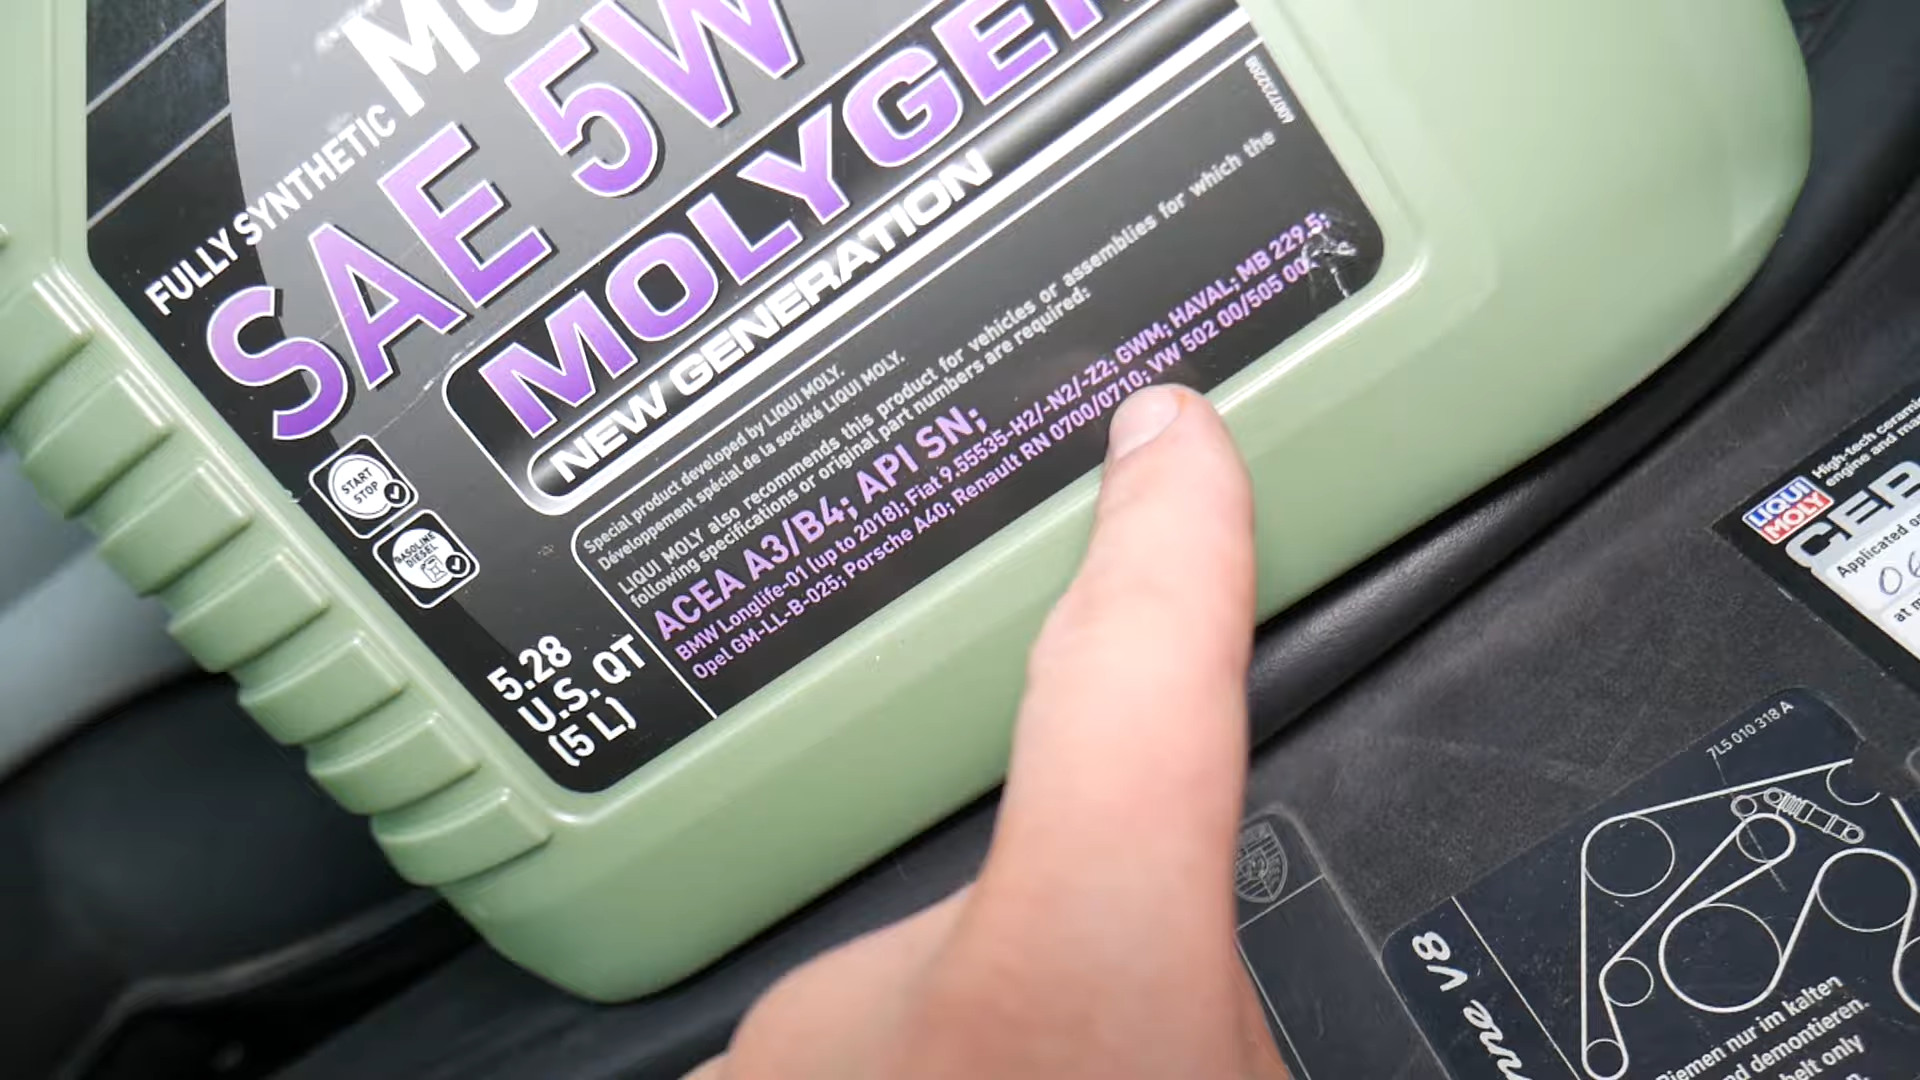 FULLY SYNTHETIC
SAE 5W
MOLYGEN
NEW GENERATION
6007232208
START
STOP
GASOLINE
DIESEL
5.28
U.S. QT
(5 L)
Special product developed by LIQUI MOLY.
Développement spécial de la société LIQUI MOLY.
LIQUI MOLY also recommends this product for vehicles or assemblies for which the
following specifications or original part numbers are required:
ACEA A3/B4; API SN;
BMW Longlife-01 (up to 2018); Fiat 9.55535-H2/-N2/-Z2; GWM; HAVAL; MB 229.5;
Opel GM-LL-B-025; Porsche A40; Renault RN 0700/0710; VW 502 00/505 00
LIQUI
MOLY
High-tech
engine and
Applicated
06
at
7L5 010 318 A
V8
Riemen nur im kalten
demontieren.
belt only